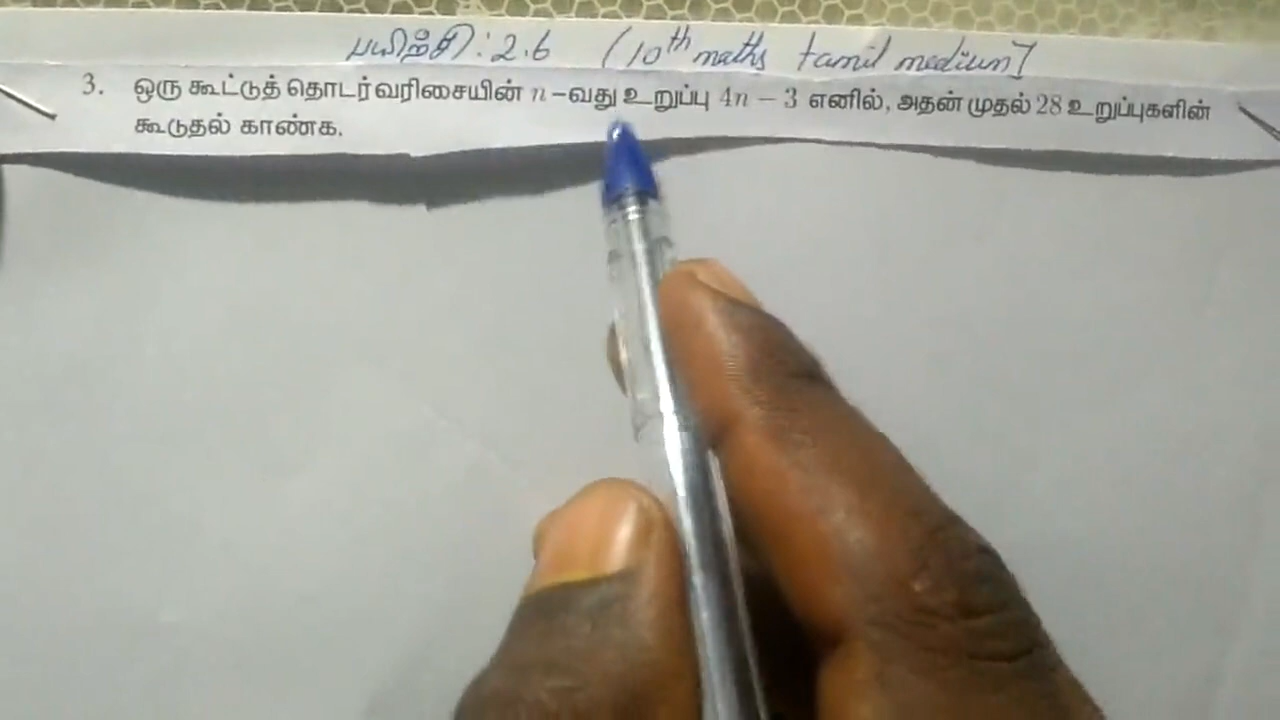 பயிற்சி: 2.6 (10th maths tamil medium)
3. ஒரு கூட்டுத் தொடர்வரிசையின் n-வது உறுப்பு 4n − 3 எனில், அதன் முதல் 28 உறுப்புகளின்
கூடுதல் காண்க.